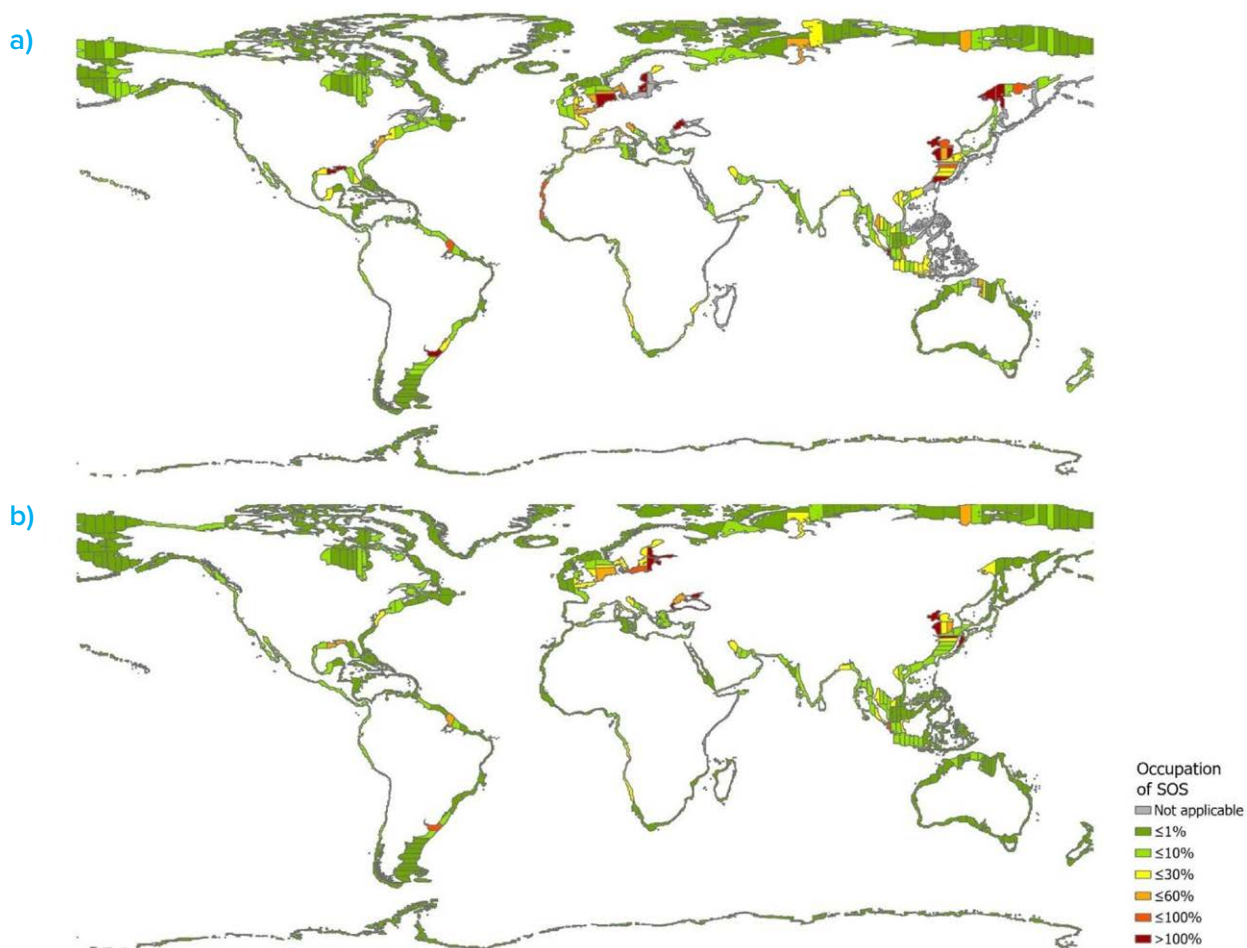 a)
b)
Occupation
of SOS
Not applicable
≤1%
≤10%
≤30%
≤60%
≤100%
>100%